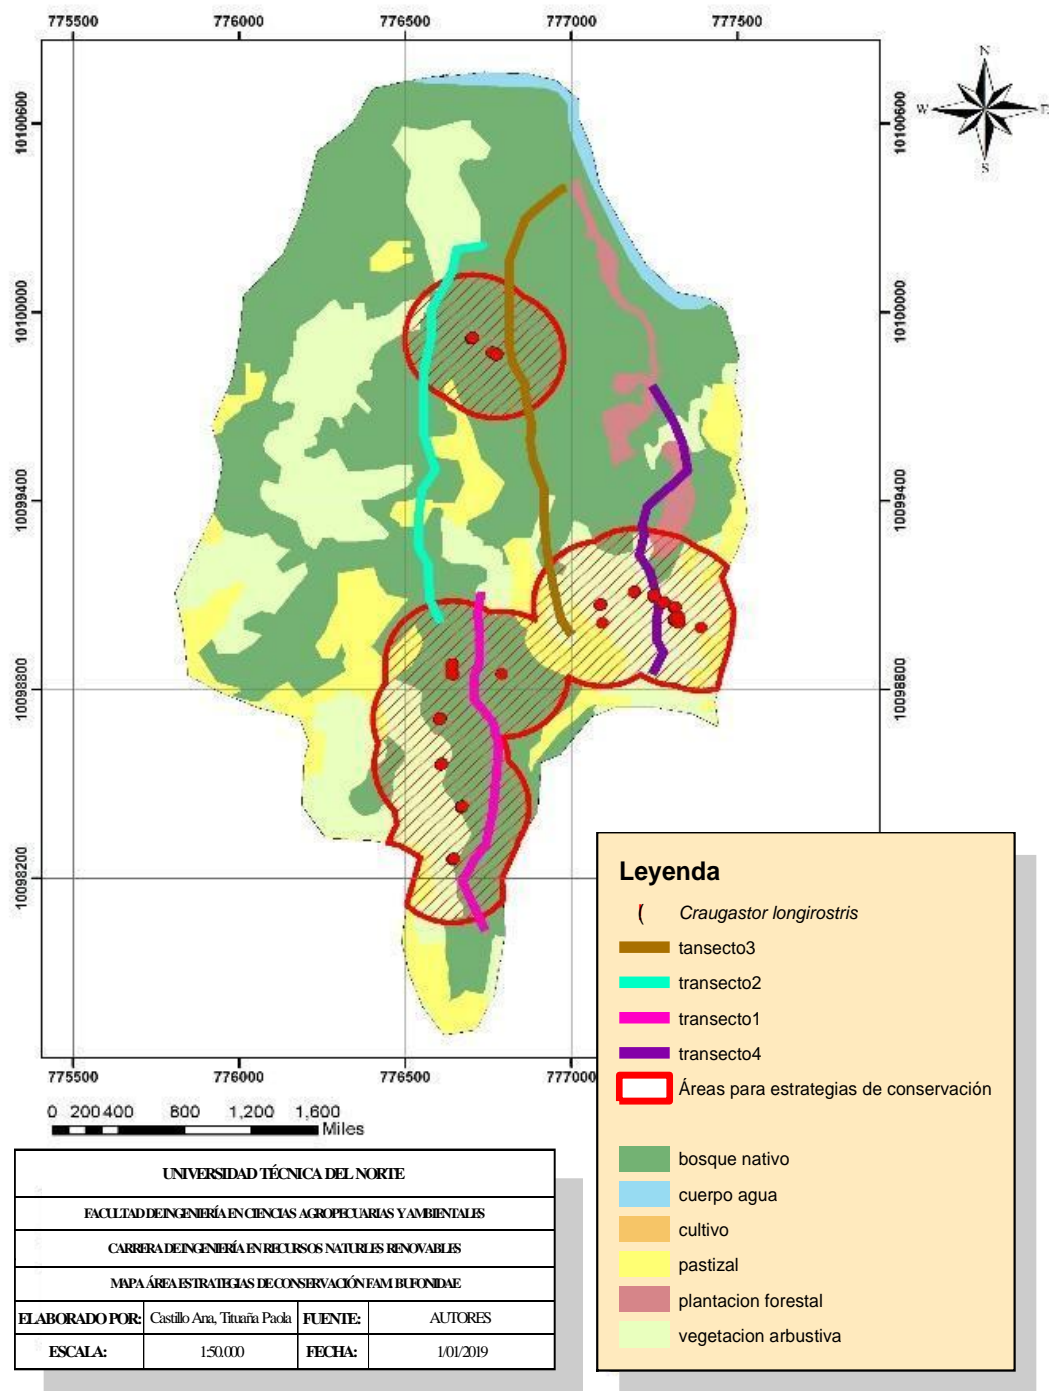 775500 776000 776500 777000 777500
N
W E
S
10100600 10100600
10100000 10100000
10099400 10099400
10098800 10098800
10098200
775500 776000 776500 777000
0 200 400 800 1,200 1,600
Miles
Leyenda
Craugastor longirostris
tansecto3
transecto2
transecto1
transecto4
Áreas para estrategias de conservación
bosque nativo
cuerpo agua
cultivo
pastizal
plantacion forestal
vegetacion arbustiva
UNIVERSIDAD TÉCNICA DEL NORTE
FACULTAD DE INGENIERÍA EN CIENCIAS AGROPECUARIAS Y AMBIENTALES
CARRERA DE INGENIERÍA EN RECURSOS NATURLES RENOVABLES
MAPA ÁREA ESTRATEGIAS DE CONSERVACIÓN FAM. BUFONIDAE
ELABORADO POR: Castillo Ana, Tituaña Paola FUENTE: AUTORES
ESCALA: 1:50.000 FECHA: 1/01/2019